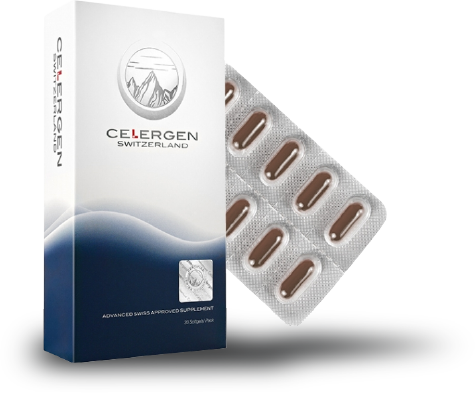 CELERGEN
SWITZERLAND
CELERGEN
SWITZERLAND
ADVANCED SWISS APPROVED SUPPLEMENT